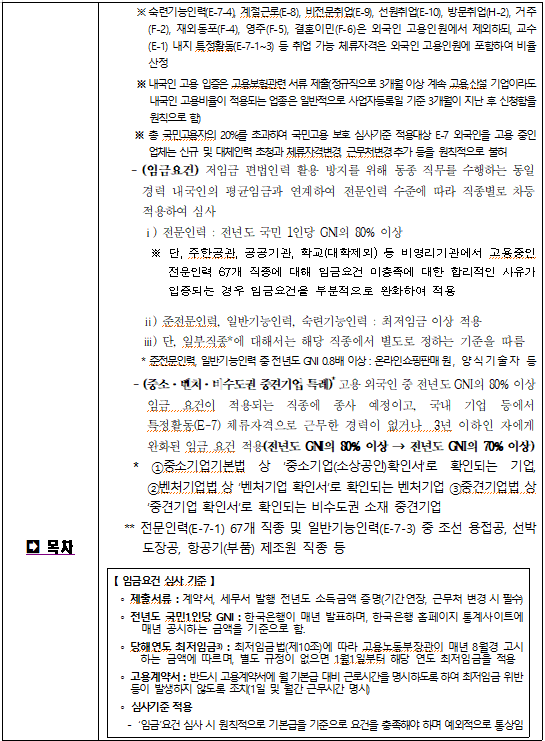 ※ 숙련기능인력(E-7-4), 계절근로(E-8), 비전문취업(E-9), 선원취업(E-10), 방문취업(H-2), 거주
(F-2), 재외동포(F-4), 영주(F-5), 결혼이민(F-6)은 외국인 고용인원에서 제외하되, 교수
(E-1) 내지 특정활동(E-7-1~3) 등 취업 가능 체류자격은 외국인 고용인원에 포함하여 비율
산정
※ 내국인 고용 입증은 고용보험관련 서류 제출(정규직으로 3개월 이상 계속 고용, 신설 기업이라도
내국인 고용비율이 적용되는 업종은 일반적으로 사업자등록일 기준 3개월이 지난 후 신청함을
원칙으로 함)
※ 총 국민고용자의 20%를 초과하여 국민고용 보호 심사기준 적용대상 E-7 외국인을 고용 중인
업체는 신규 및 대체인력 초청과 체류자격변경, 근무처변경·추가 등을 원칙적으로 불허
- (임금요건) 저임금 편법인력 활용 방지를 위해 동종 직무를 수행하는 동일
경력 내국인의 평균임금과 연계하여 전문인력 수준에 따라 직종별로 차등
적용하여 심사
ⅰ) 전문인력 : 전년도 국민 1인당 GNI의 80% 이상
※ 단, 주한공관, 공공기관, 학교(대학제외) 등 비영리기관에서 고용중인
전문인력 67개 직종에 대해 임금요건 미충족에 대한 합리적인 사유가
입증되는 경우 임금요건을 부분적으로 완화하여 적용
ⅱ) 준전문인력, 일반기능인력, 숙련기능인력 : 최저임금 이상 적용
ⅲ) 단, 일부직종*에 대해서는 해당 직종에서 별도로 정하는 기준을 따름
* 준전문인력, 일반기능인력 중 전년도 GNI 0.8배 이상 : 온라인쇼핑판매원, 양식기술자 등
- (중소·벤처·비수도권 중견기업 특례)* 고용 외국인 중 전년도 GNI의 80% 이상
임금 요건이 적용되는 직종에 종사 예정이고, 국내 기업 등에서
특정활동(E-7) 체류자격으로 근무한 경력이 없거나 3년 이하인 자에게
완화된 임금 요건 적용(전년도 GNI의 80% 이상 → 전년도 GNI의 70% 이상)
* ①중소기업기본법 상 '중소기업(소상공인)확인서'로 확인되는 기업,
②벤처기업법 상 '벤처기업 확인서'로 확인되는 벤처기업 ③중견기업법 상
'중견기업 확인서'로 확인되는 비수도권 소재 중견기업
** 전문인력(E-7-1) 67개 직종 및 일반기능인력(E-7-3) 중 조선 용접공, 선박
도장공, 항공기(부품) 제조원 직종 등
목차
【 임금요건 심사 기준 】
◦ 제출서류 : 계약서, 세무서 발행 전년도 소득금액 증명(기간연장, 근무처 변경 시 필수)
◦ 전년도 국민1인당 GNI : 한국은행이 매년 발표하며, 한국은행 홈페이지 통계사이트에
매년 공시하는 금액을 기준으로 함.
◦ 당해연도 최저임금3) : 최저임금법(제10조)에 따라 고용노동부장관이 매년 8월경 고시
하는 금액에 따르며, 별도 규정이 없으면 1월1일부터 해당 연도 최저임금을 적용
◦ 고용계약서 : 반드시 고용계약서에 월 기본급 대비 근로시간을 명시하도록 하여 최저임금 위반
등이 발생하지 않도록 조치(1일 및 월간 근무시간 명시)
◦ 심사기준 적용
- '임금'요건 심사 시 원칙적으로 기본급을 기준으로 요건을 충족해야 하며 예외적으로 통상임